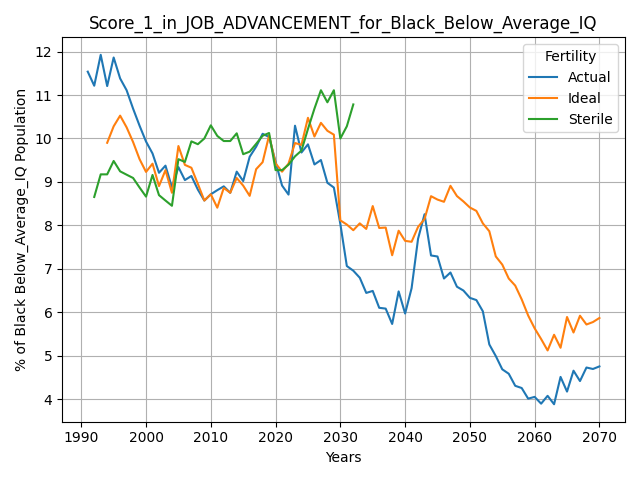 Score_1_in_JOB_ADVANCEMENT_for_Black_Below_Average_IQ
% of Black Below_Average_IQ Population
12
11
10
9
8
7
6
5
4
Fertility
Actual
Ideal
Sterile
1990 2000 2010 2020 2030 2040 2050 2060 2070
Years